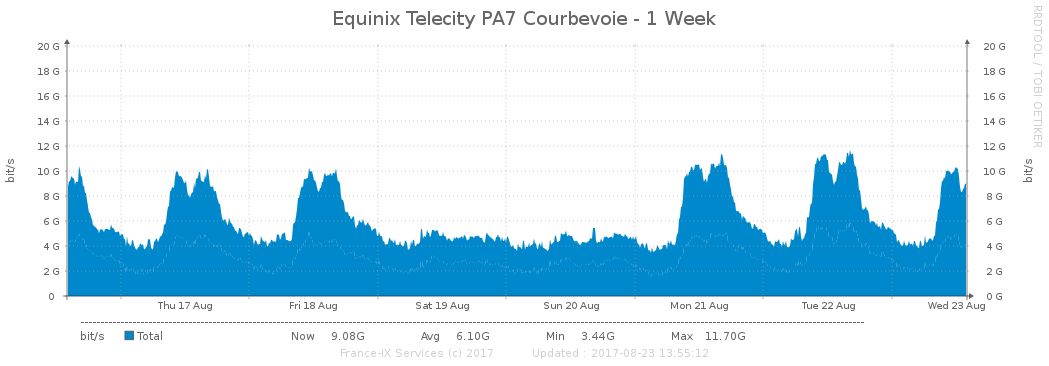 Equinix Telecity PA7 Courbevoie - 1 Week
RRDTOOL / TOBI OETIKER
20 G 20 G
18 G 18 G
16 G 16 G
14 G 14 G
12 G 12 G
10 G 10 G
8 G 8 G
6 G 6 G
4 G 4 G
2 G 2 G
0 0 G
bit/s
bit/s
Thu 17 Aug Fri 18 Aug Sat 19 Aug Sun 20 Aug Mon 21 Aug Tue 22 Aug Wed 23 Aug
bit/s Total Now 9.08G Avg 6.10G Min 3.44G Max 11.70G
France-IX Services (c) 2017 Updated : 2017-08-23 13:55:12